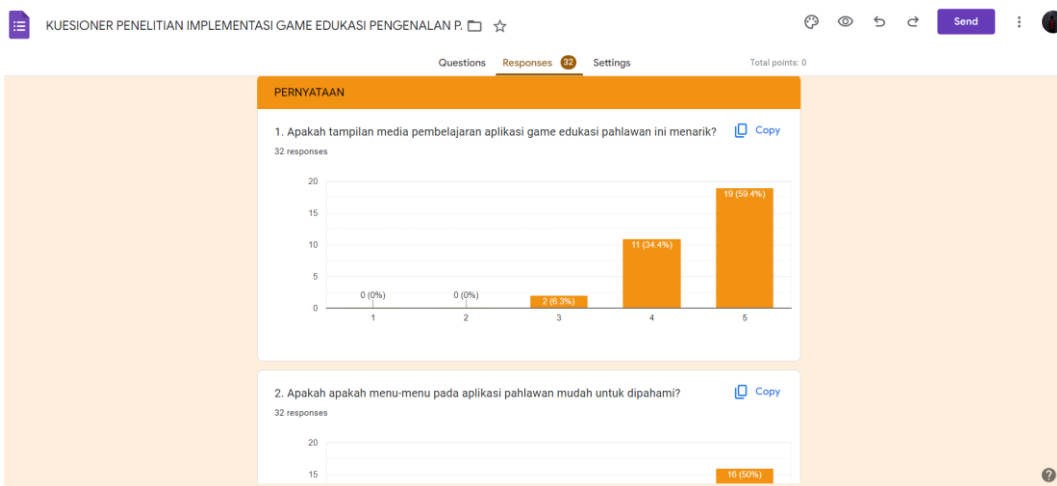 KUESIONER PENELITIAN IMPLEMENTASI GAME EDUKASI PENGENALAN P.
Send
Questions Responses 32 Settings Total points: 0
PERNYATAAN
1. Apakah tampilan media pembelajaran aplikasi game edukasi pahlawan ini menarik? Copy
32 responses
20
15
10
5
0
0 (0%) 0 (0%) 2 (6.3%) 11 (34.4%) 19 (59.4%)
1 2 3 4 5
2. Apakah apakah menu-menu pada aplikasi pahlawan mudah untuk dipahami? Copy
32 responses
20
15
16 (50%)